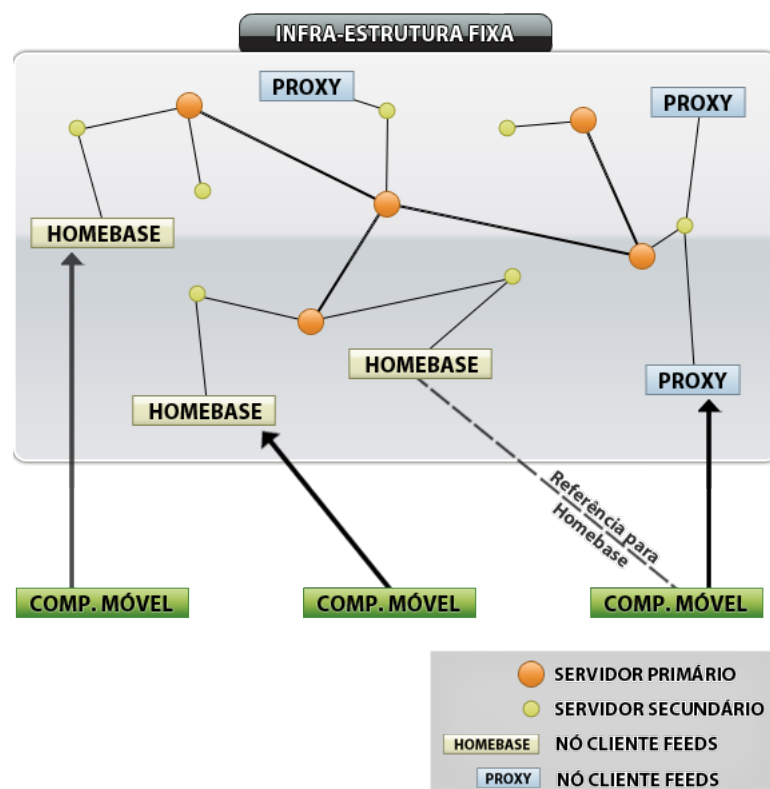 INFRA-ESTRUTURA FIXA
PROXY
PROXY
HOMEBASE
HOMEBASE
PROXY
HOMEBASE
Referência para
Homebase
COMP. MÓVEL
COMP. MÓVEL
COMP. MÓVEL
SERVIDOR PRIMÁRIO
SERVIDOR SECUNDÁRIO
HOMEBASE NÓ CLIENTE FEEDS
PROXY NÓ CLIENTE FEEDS